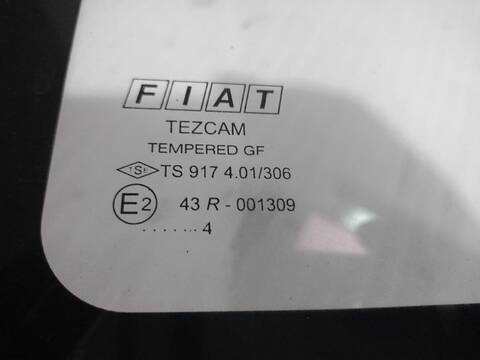 FIAT
TEZCAM
TEMPERED GF
TSE TS 917 4.01/306
E2 43 R - 001309
. . . . . . 4